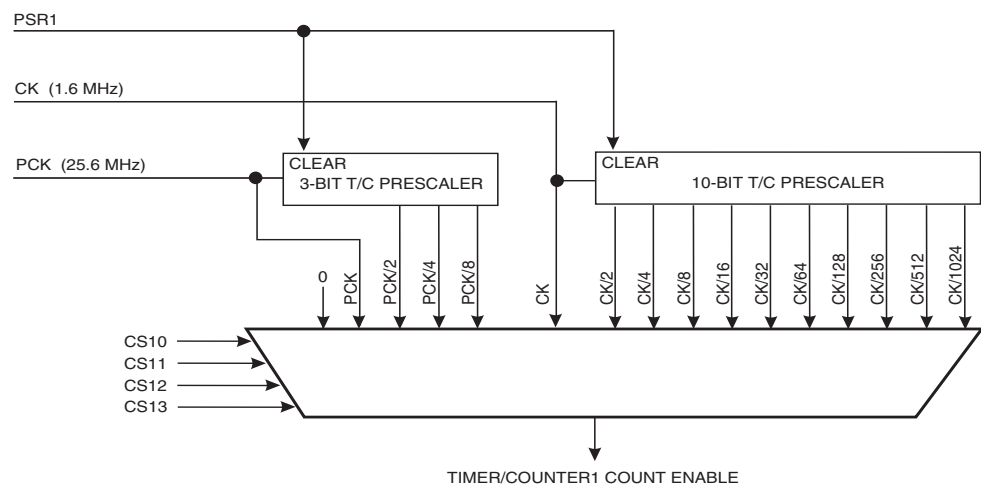 PSR1
CK (1.6 MHz)
PCK (25.6 MHz)
CLEAR
3-BIT T/C PRESCALER
CLEAR
10-BIT T/C PRESCALER
0
PCK
PCK/2
PCK/4
PCK/8
CK
CK/2
CK/4
CK/8
CK/16
CK/32
CK/64
CK/128
CK/256
CK/512
CK/1024
CS10
CS11
CS12
CS13
TIMER/COUNTER1 COUNT ENABLE